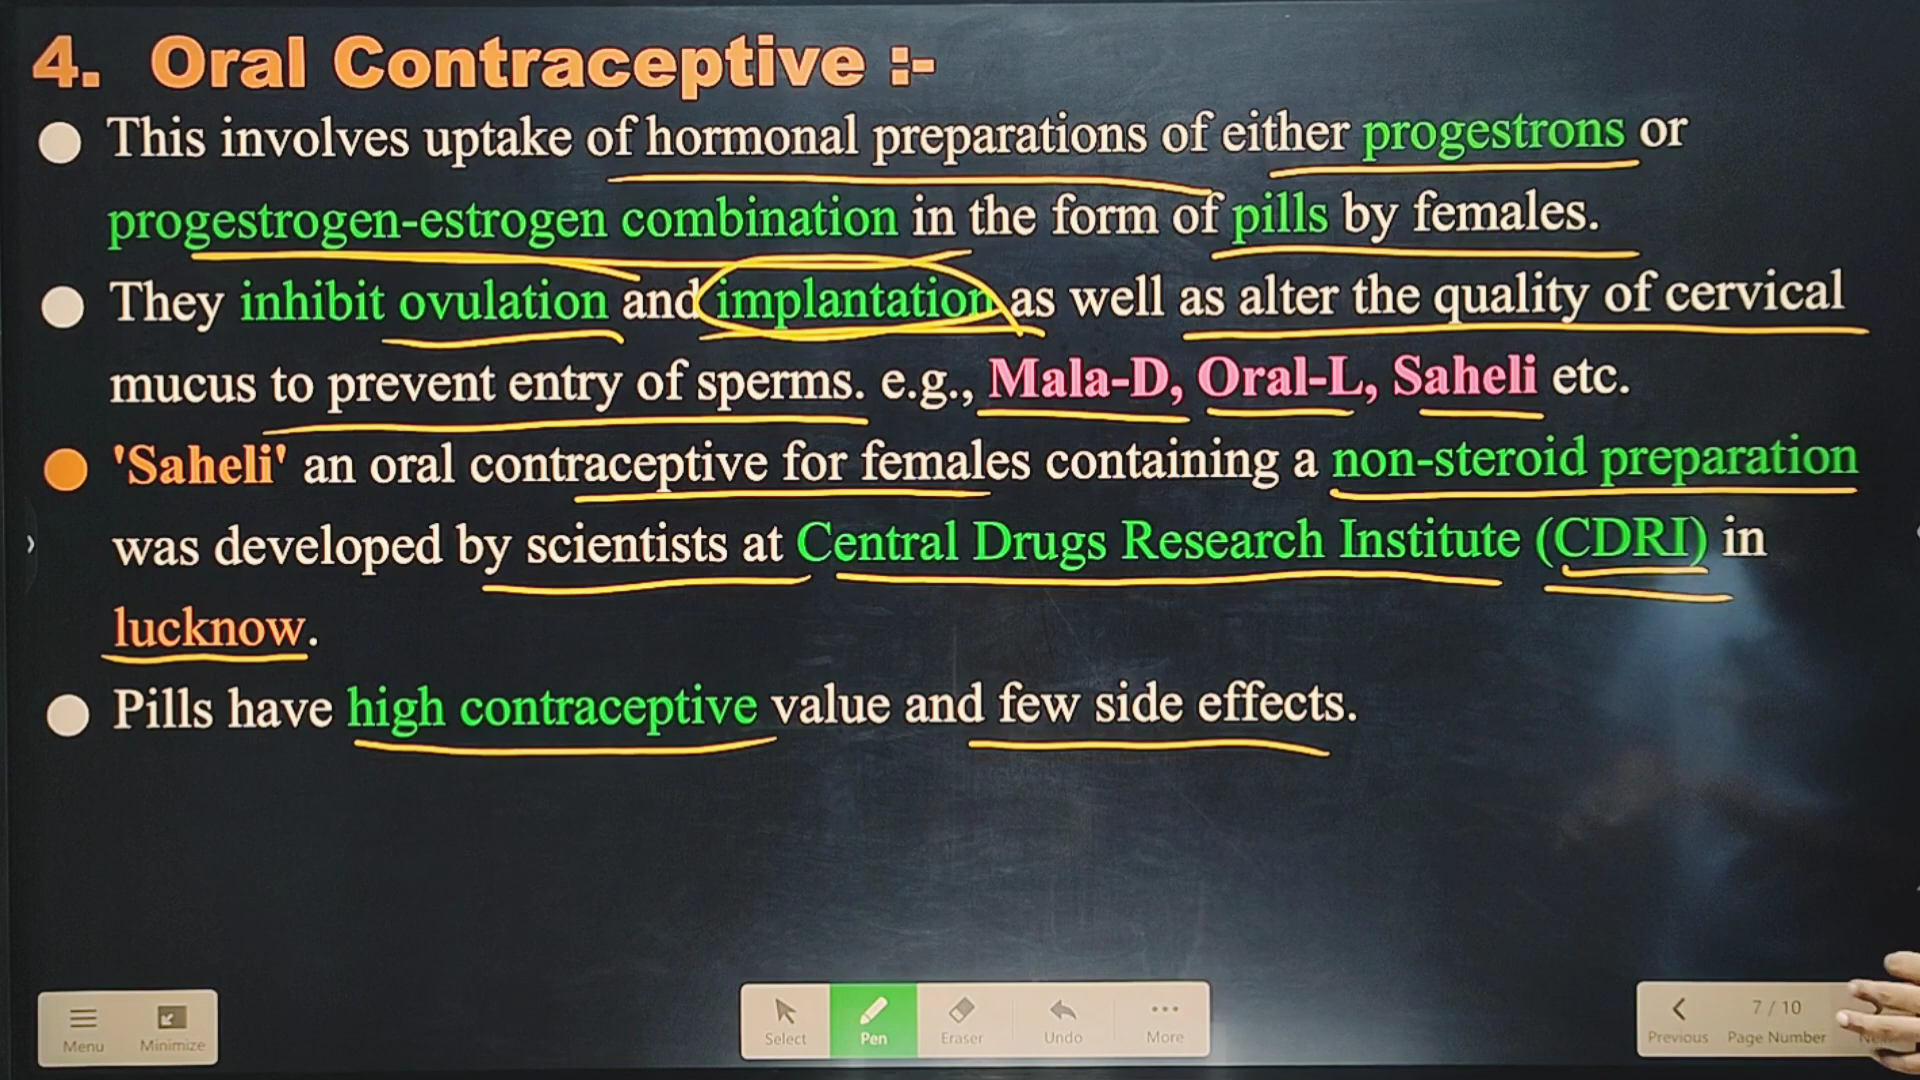 4. Oral Contraceptive :-
This involves uptake of hormonal preparations of either progestrons or
progestrogen-estrogen combination in the form of pills by females.
They inhibit ovulation and implantation as well as alter the quality of cervical
mucus to prevent entry of sperms. e.g., Mala-D, Oral-L, Saheli etc.
'Saheli' an oral contraceptive for females containing a non-steroid preparation
was developed by scientists at Central Drugs Research Institute (CDRI) in
lucknow.
Pills have high contraceptive value and few side effects.
Menu Minimize Select Pen Eraser Undo More Previous 7 / 10 Page Number